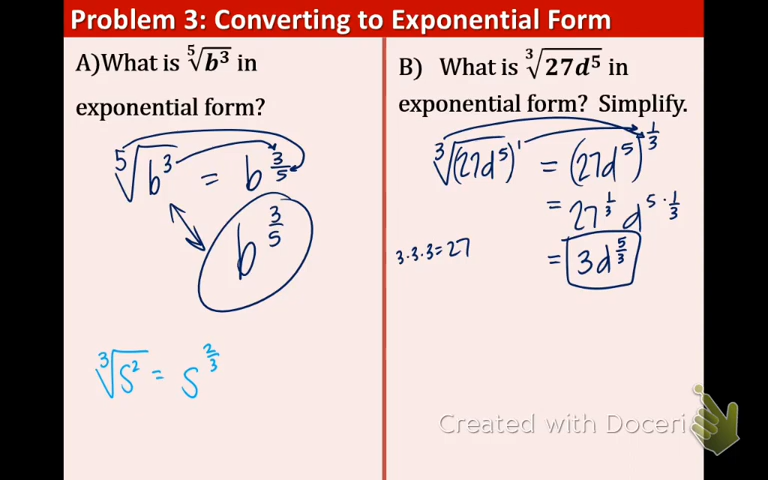 Problem 3: Converting to Exponential Form
A)What is ⁵√b³ in
exponential form?
⁵√b³ = b^(3/5)
b^(3/5)
³√s² = s^(2/3)
B) What is ³√27d⁵ in
exponential form? Simplify.
³√(27d⁵)¹ = (27d⁵)^(1/3)
= 27^(1/3) d^(5·1/3)
3·3·3=27
= 3d^(5/3)
Created with Doceri